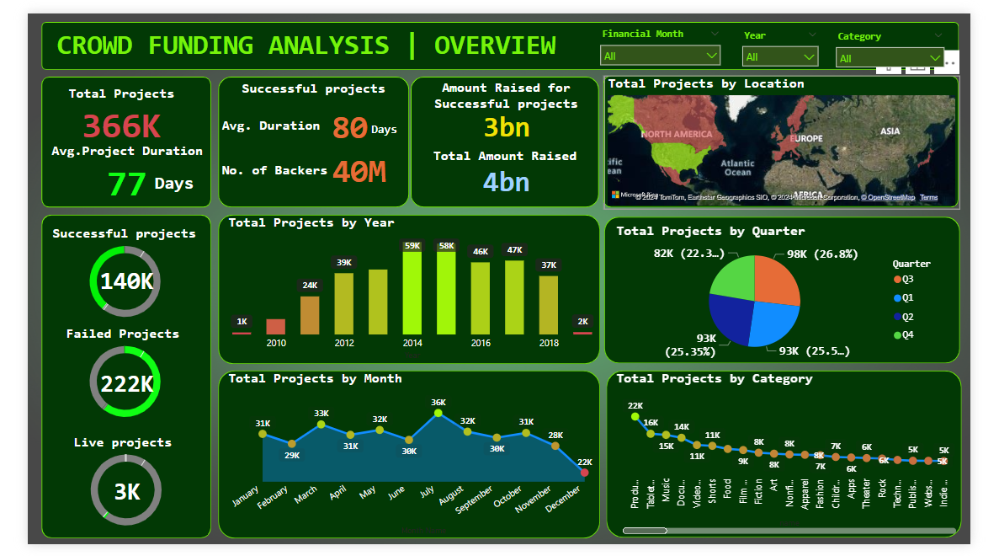 CROWD FUNDING ANALYSIS | OVERVIEW
Financial Month
All
Year
All
Category
All
Total Projects
366K
Avg.Project Duration
77 Days
Successful projects
Avg. Duration 80 Days
No. of Backers 40M
Amount Raised for
Successful projects
3bn
Total Amount Raised
4bn
Total Projects by Location
NORTH AMERICA
EUROPE
ASIA
Atlantic
Ocean
AFRICA
© 2024 TomTom, Earthstar Geographics SIO, © 2024 Microsoft Corporation, © OpenStreetMap Terms
Successful projects
140K
Failed Projects
222K
Live projects
3K
Total Projects by Year
1K
24K
39K
59K
58K
46K
47K
37K
2K
2010
2012
2014
2016
2018
Total Projects by Quarter
82K (22.3…)
98K (26.8%)
93K
(25.35%)
93K (25.5…)
Quarter
Q3
Q1
Q2
Q4
Total Projects by Month
31K
29K
33K
31K
32K
30K
36K
32K
30K
31K
28K
22K
January
February
March
April
May
June
July
August
September
October
November
December
Total Projects by Category
22K
16K
15K
14K
11K
11K
9K
8K
8K
8K
8K
7K
7K
6K
6K
6K
5K
5K
5K
Produ…
Tablet…
Music
Docu…
Video…
Shorts
Food
Film …
Fiction
Art
Nonfi…
Apparel
Fashion
Childr…
Apps
Theater
Rock
Techn…
Publis…
Webs…
Indie …